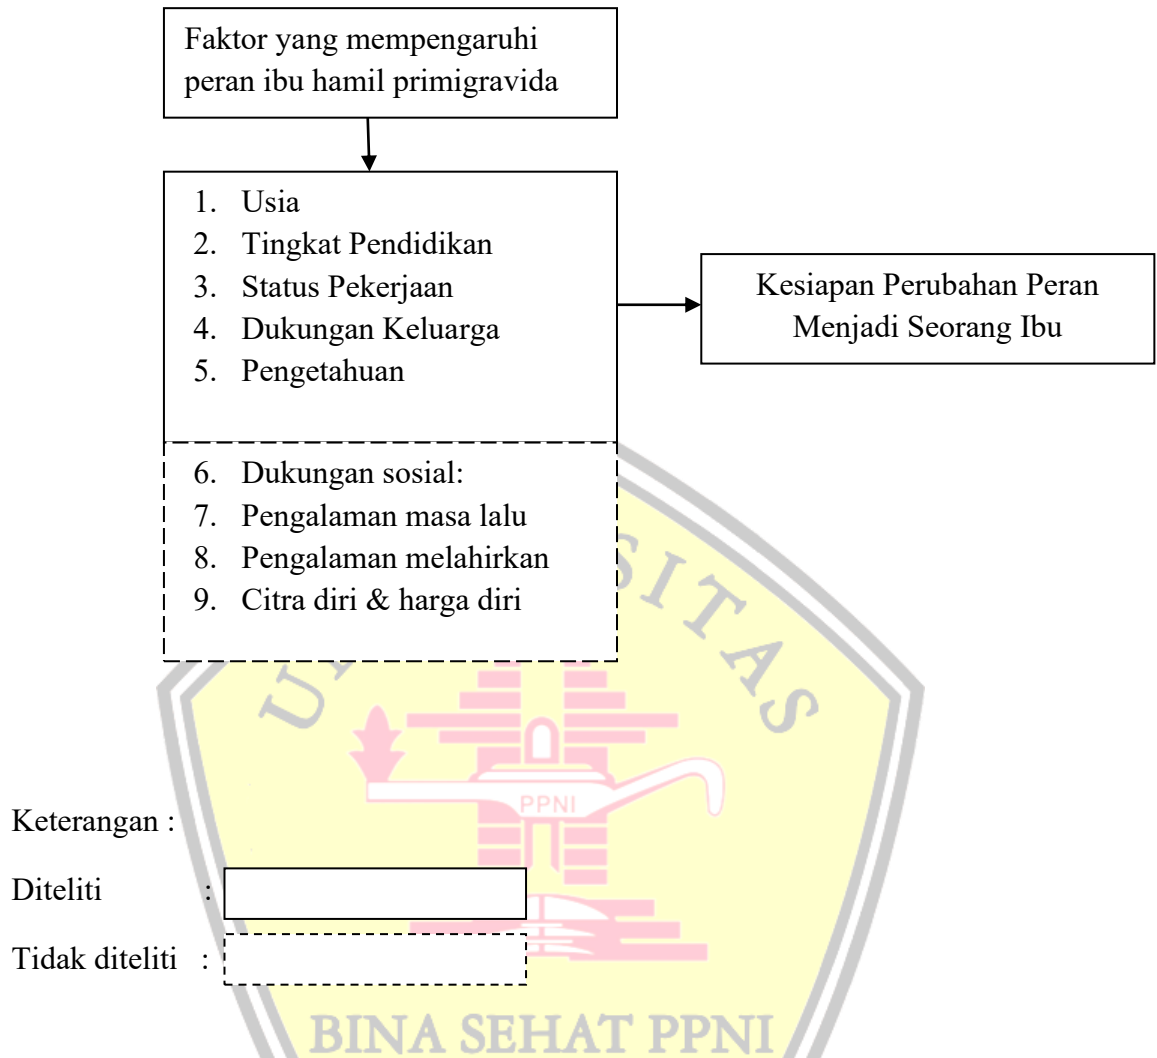 Faktor yang mempengaruhi
peran ibu hamil primigravida
1. Usia
2. Tingkat Pendidikan
3. Status Pekerjaan
4. Dukungan Keluarga
5. Pengetahuan
Kesiapan Perubahan Peran
Menjadi Seorang Ibu
6. Dukungan sosial:
7. Pengalaman masa lalu
8. Pengalaman melahirkan
9. Citra diri & harga diri
U SITAS
PPNI
Keterangan :
Diteliti :
Tidak diteliti :
BINA SEHAT PPNI